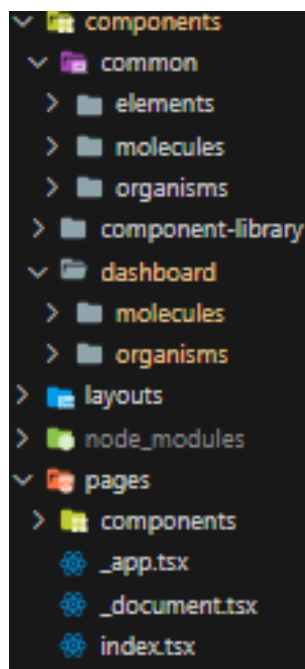 components
common
elements
molecules
organisms
component-library
dashboard
molecules
organisms
layouts
node_modules
pages
components
_app.tsx
_document.tsx
index.tsx